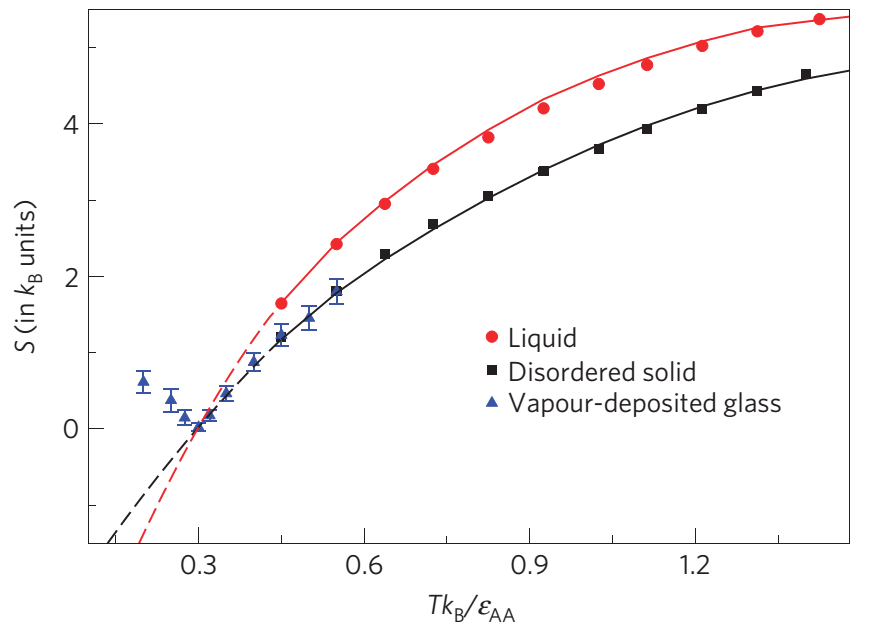 4
2
0
S (in kB units)
0.3
0.6
0.9
1.2
TkB/εAA
Liquid
Disordered solid
Vapour-deposited glass